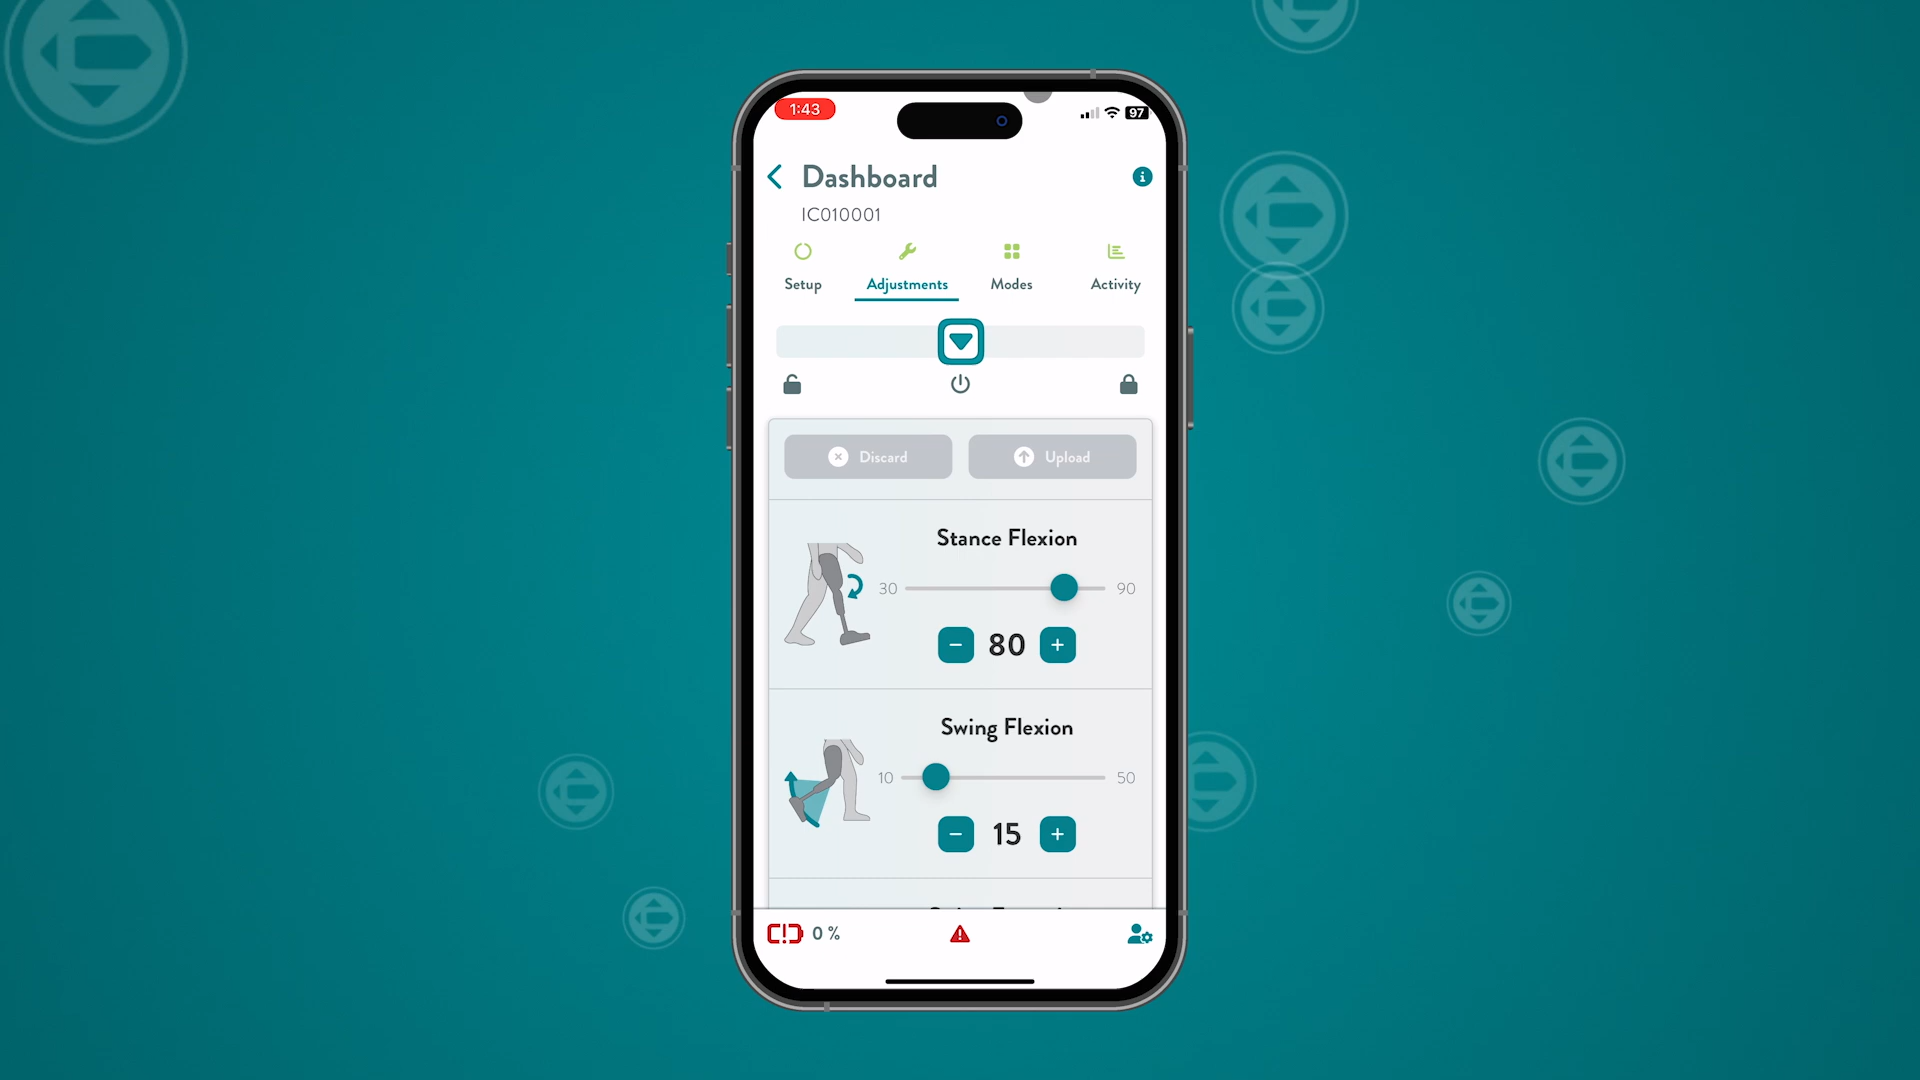 1:43
97
Dashboard
IC010001
Setup
Adjustments
Modes
Activity
Discard
Upload
Stance Flexion
30
90
80
Swing Flexion
10
50
15
0 %